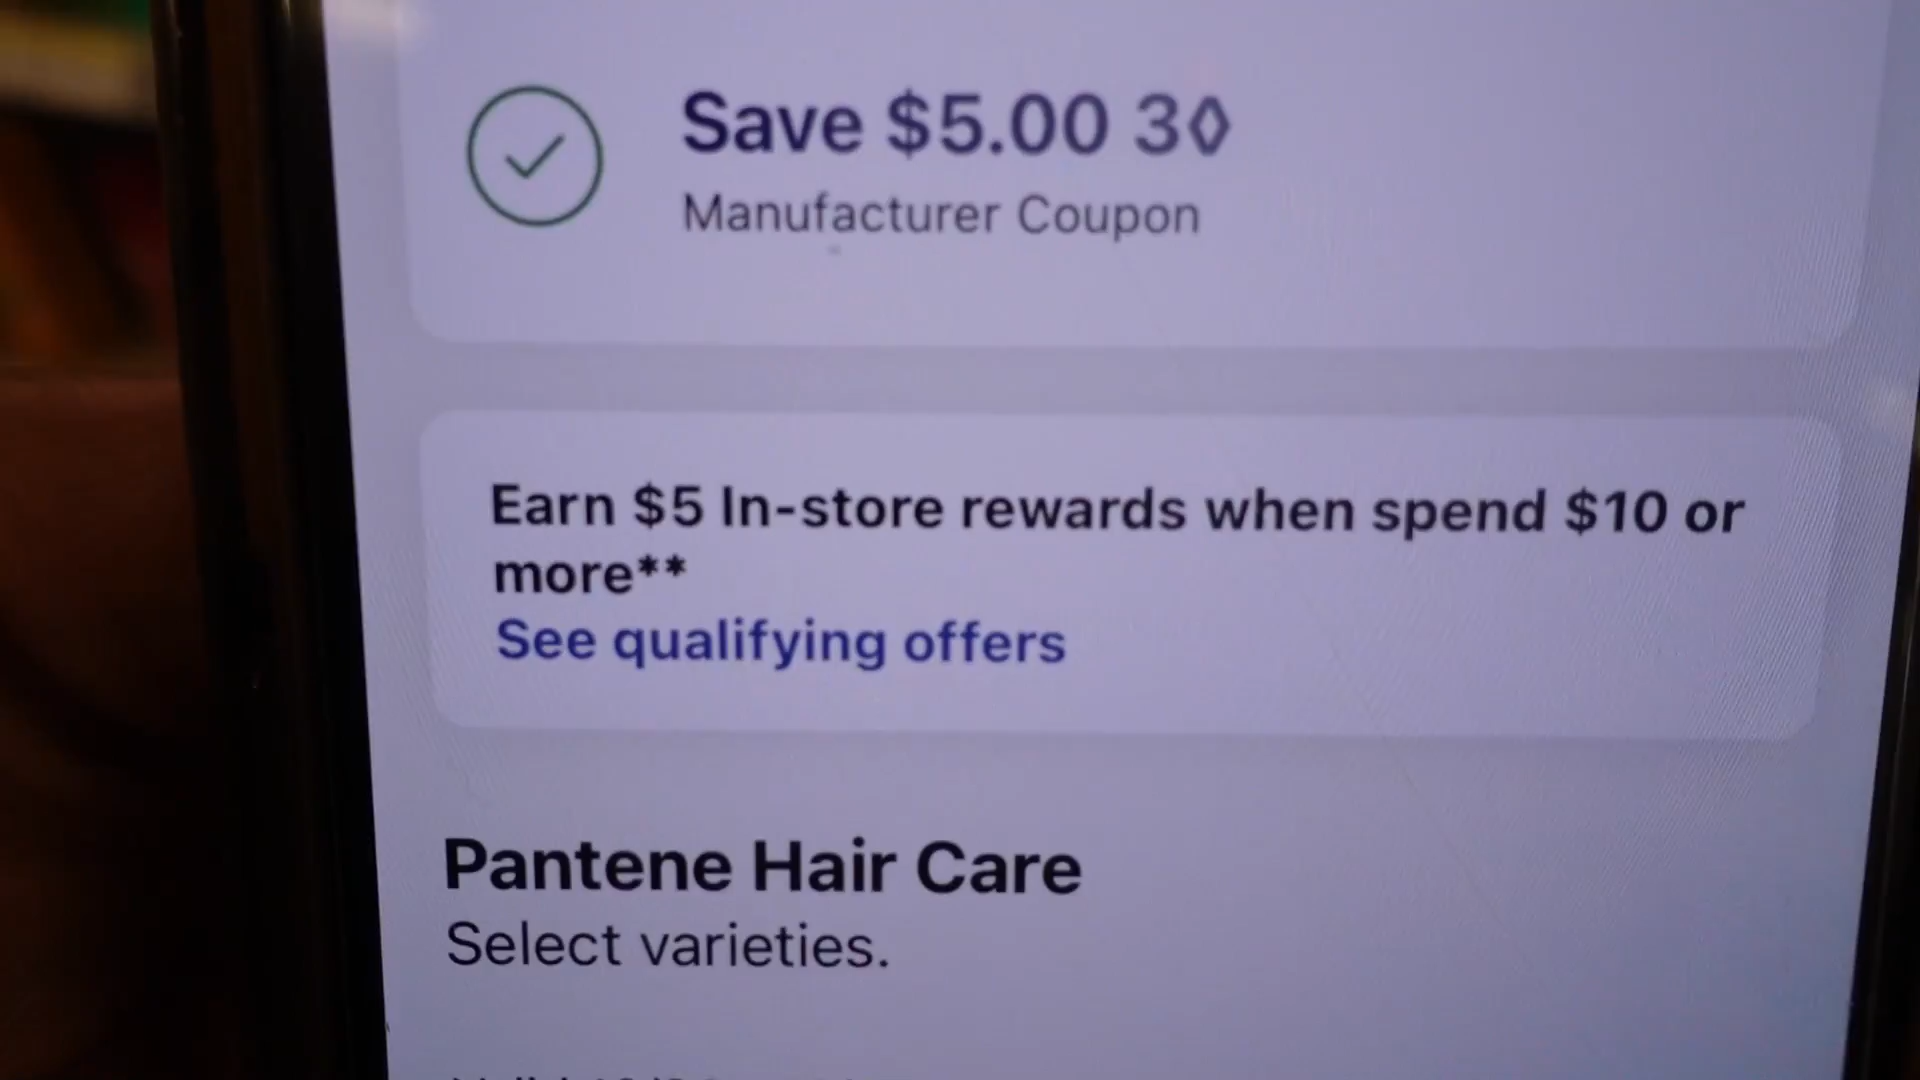 Save $5.00 3◊
Manufacturer Coupon
Earn $5 In-store rewards when spend $10 or
more**
See qualifying offers
Pantene Hair Care
Select varieties.